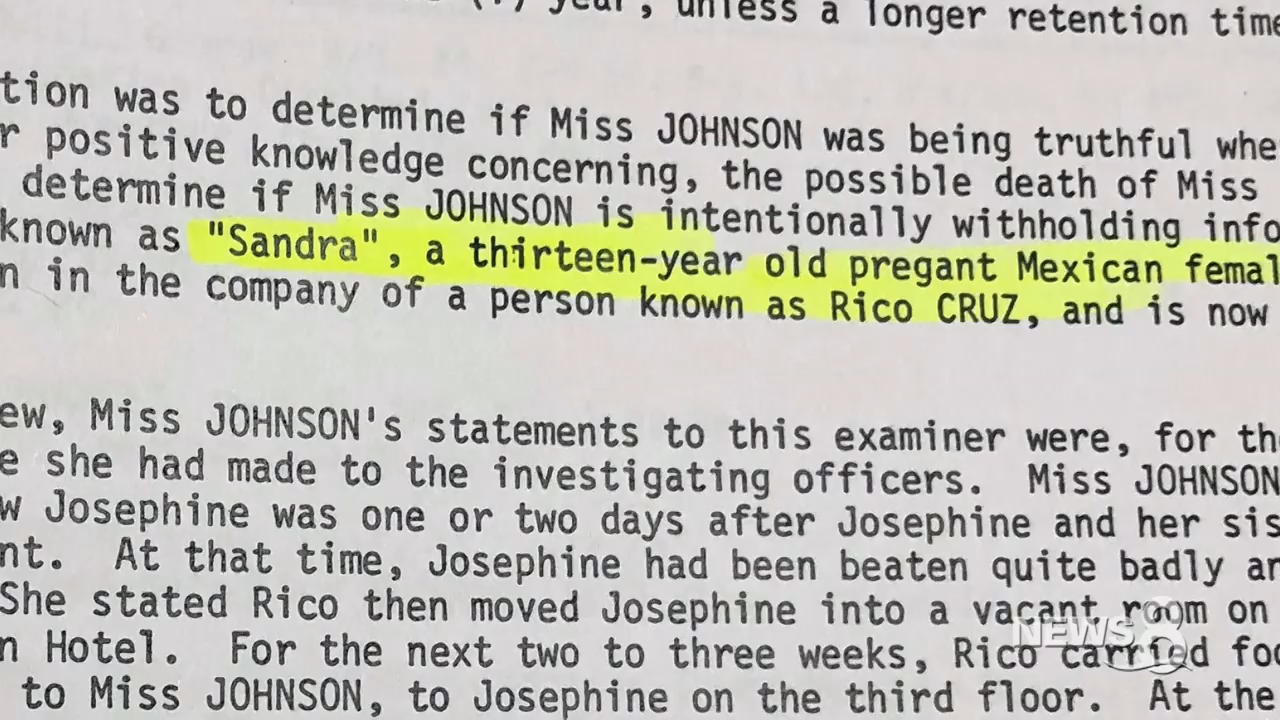 year, unless a longer retention time
tion was to determine if Miss JOHNSON was being truthful whe
r positive knowledge concerning, the possible death of Miss
determine if Miss JOHNSON is intentionally withholding info
known as "Sandra", a thirteen-year old pregant Mexican femal
n in the company of a person known as Rico CRUZ, and is now
ew, Miss JOHNSON's statements to this examiner were, for th
e she had made to the investigating officers. Miss JOHNSON
w Josephine was one or two days after Josephine and her sis
nt. At that time, Josephine had been beaten quite badly an
She stated Rico then moved Josephine into a vacant room on
n Hotel. For the next two to three weeks, Rico carried foo
to Miss JOHNSON, to Josephine on the third floor. At the
NEWS 8